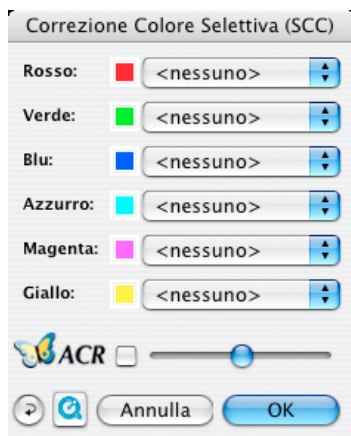 Correzione Colore Selettiva (SCC)
Rosso: <nessuno>
Verde: <nessuno>
Blu: <nessuno>
Azzurro: <nessuno>
Magenta: <nessuno>
Giallo: <nessuno>
ACR
Annulla OK